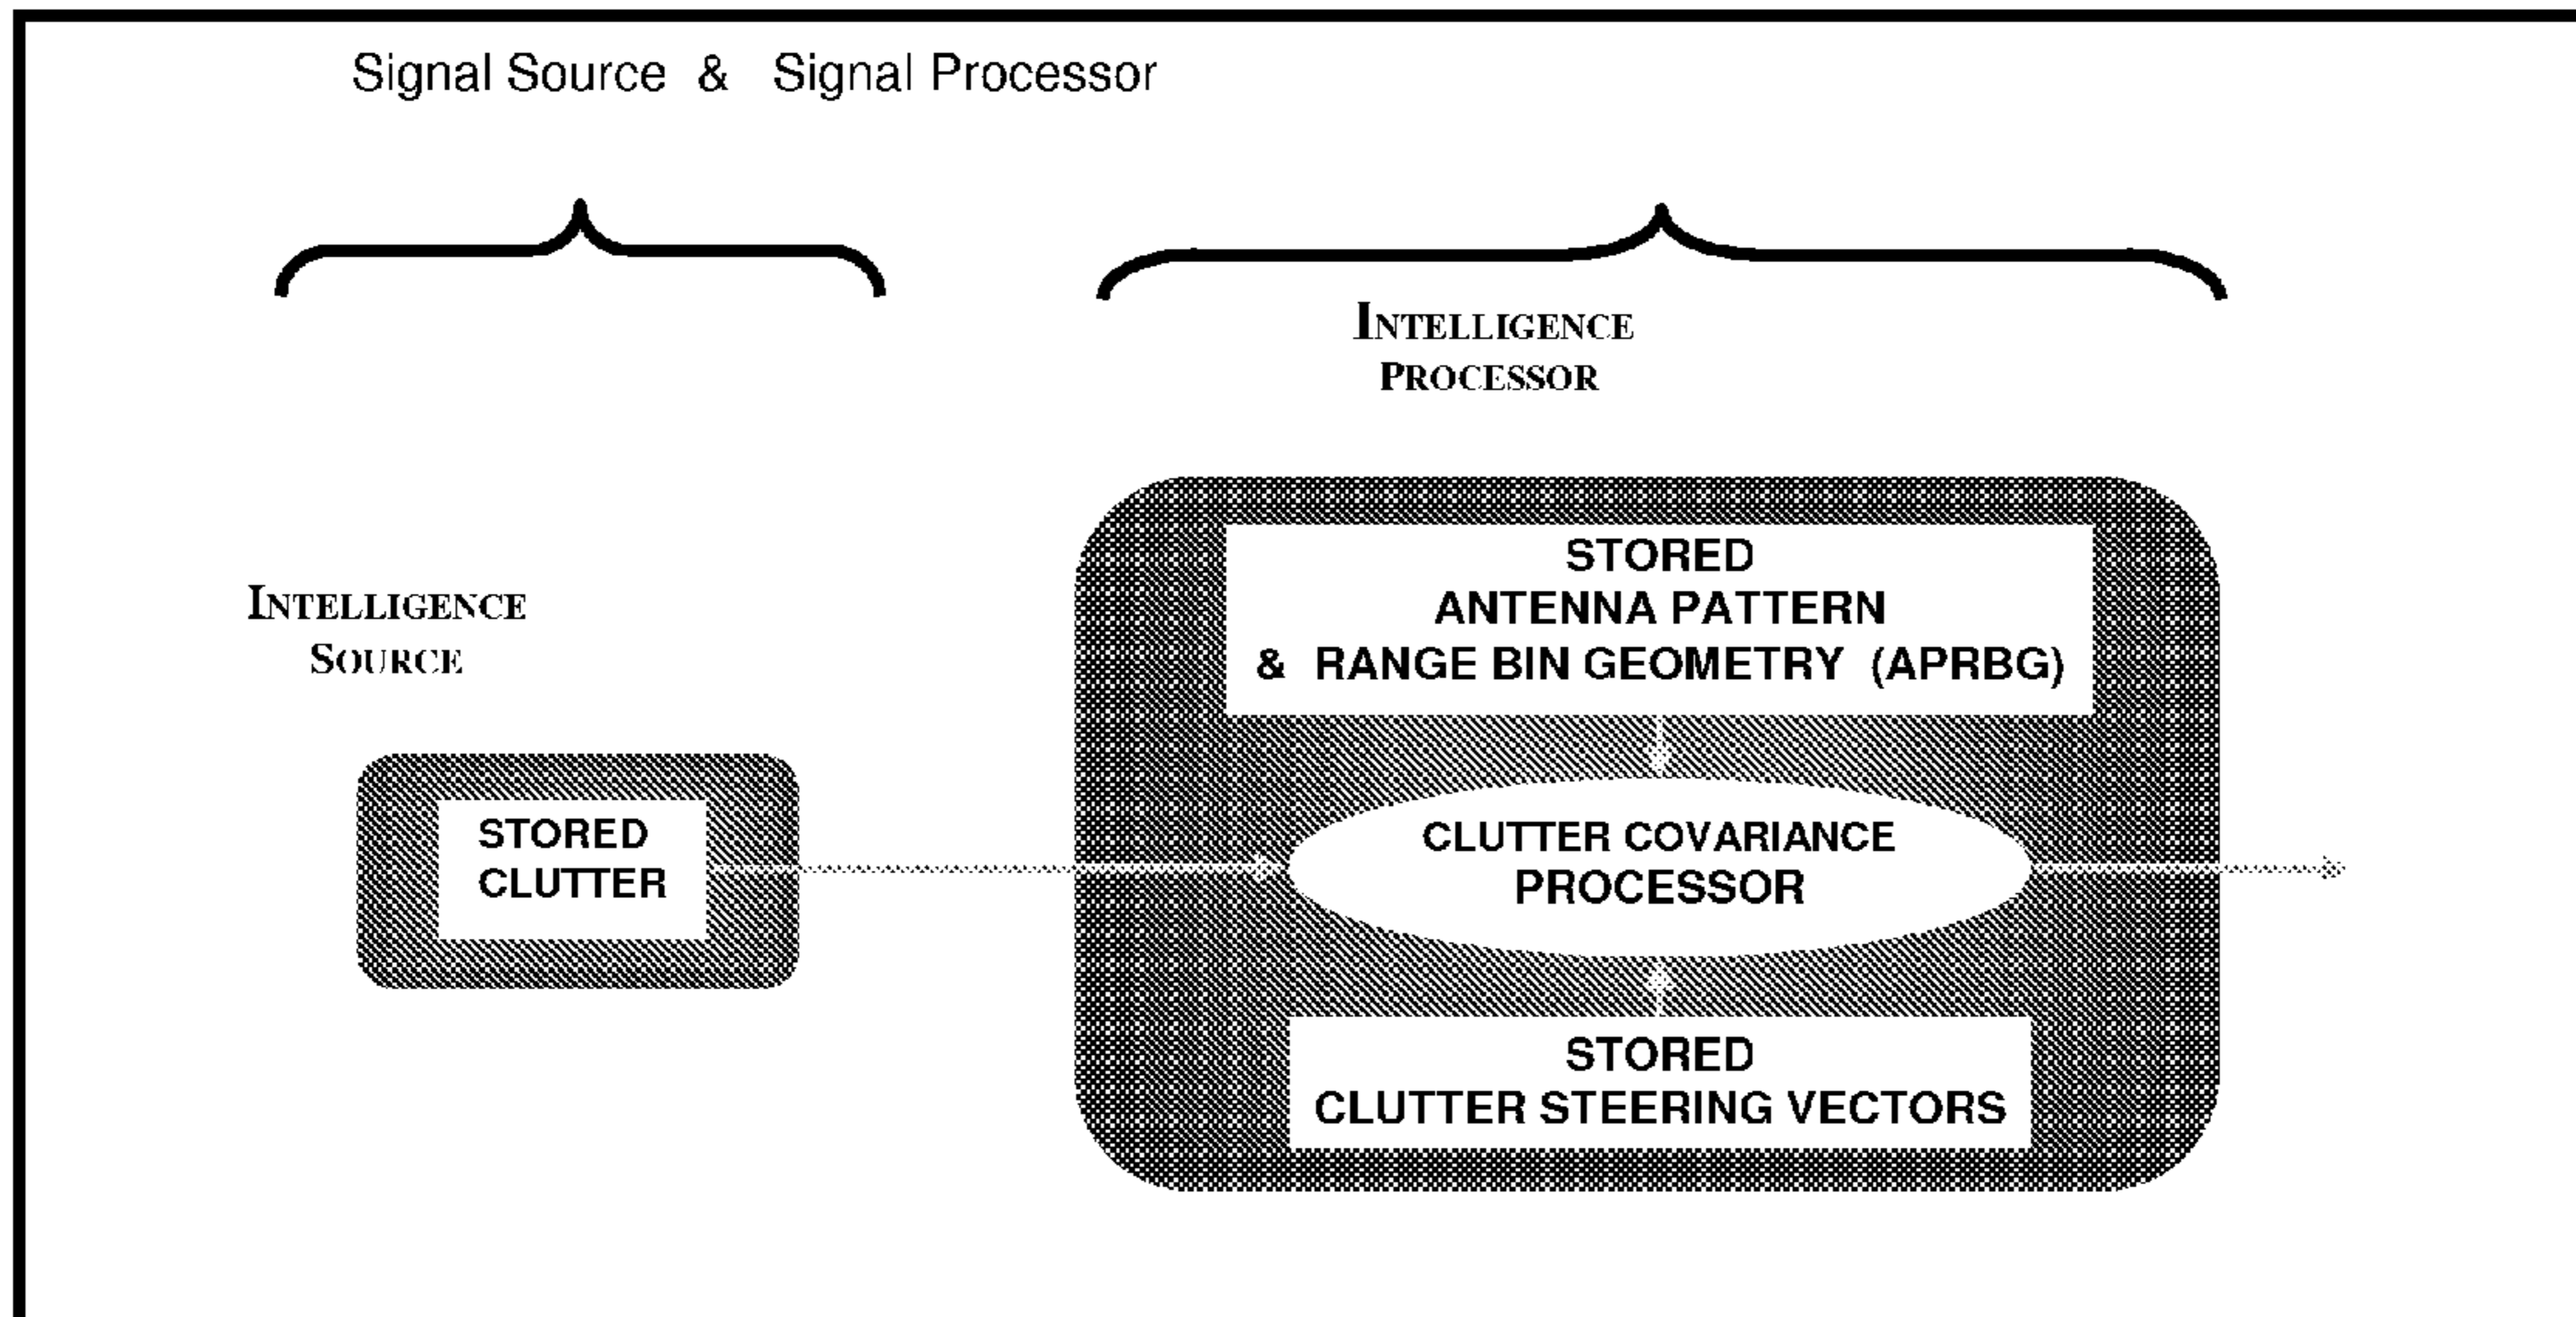 Signal Source & Signal Processor
INTELLIGENCE
PROCESSOR
INTELLIGENCE
SOURCE
STORED
ANTENNA PATTERN
& RANGE BIN GEOMETRY (APRBG)
STORED
CLUTTER
CLUTTER COVARIANCE
PROCESSOR
STORED
CLUTTER STEERING VECTORS